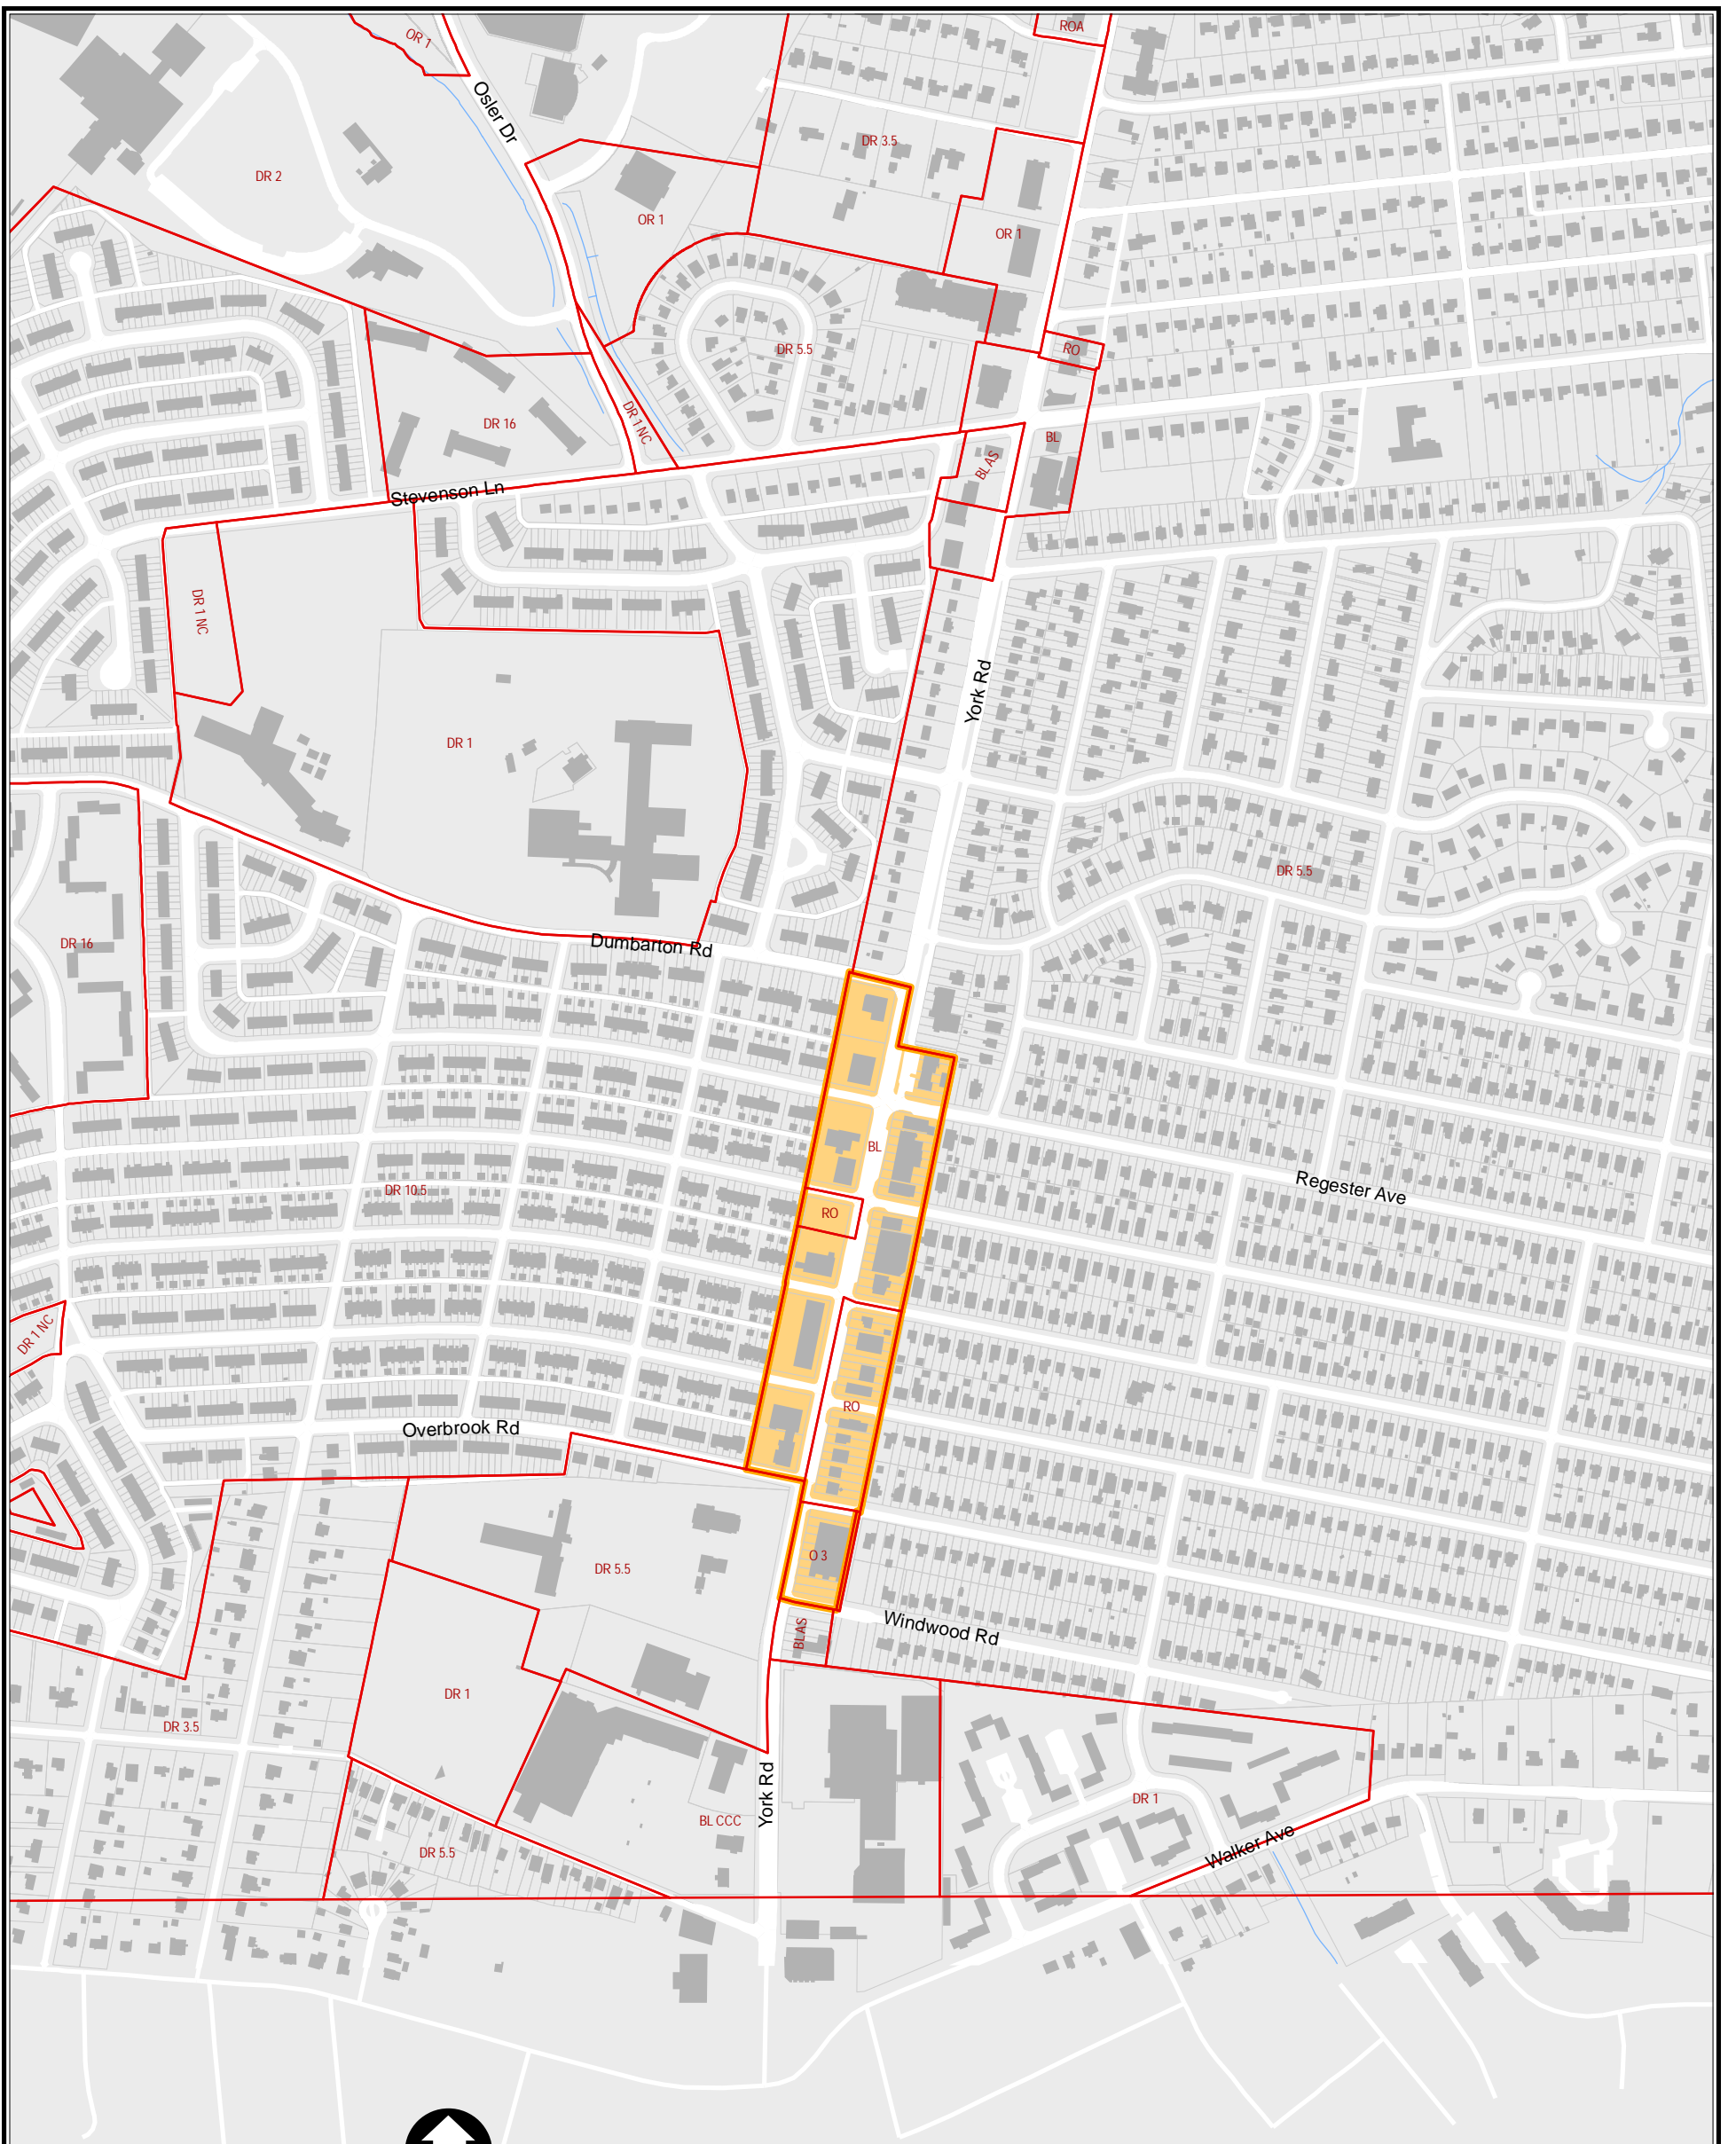 ROA
OR 1
Osler Dr
DR 3.5
DR 2
OR 1
OR 1
RO
DR 5.5
DR 1 NC
DR 16
BL
BL AS
Stevenson Ln
DR 1 NC
York Rd
DR 1
DR 5.5
DR 16
Dumbarton Rd
BL
Regester Ave
DR 10.5
RO
DR 1 NC
RO
Overbrook Rd
O 3
DR 5.5
Windwood Rd
BLAS
DR 1
DR 3.5
York Rd
DR 1
BL CCC
Walker Ave
DR 5.5